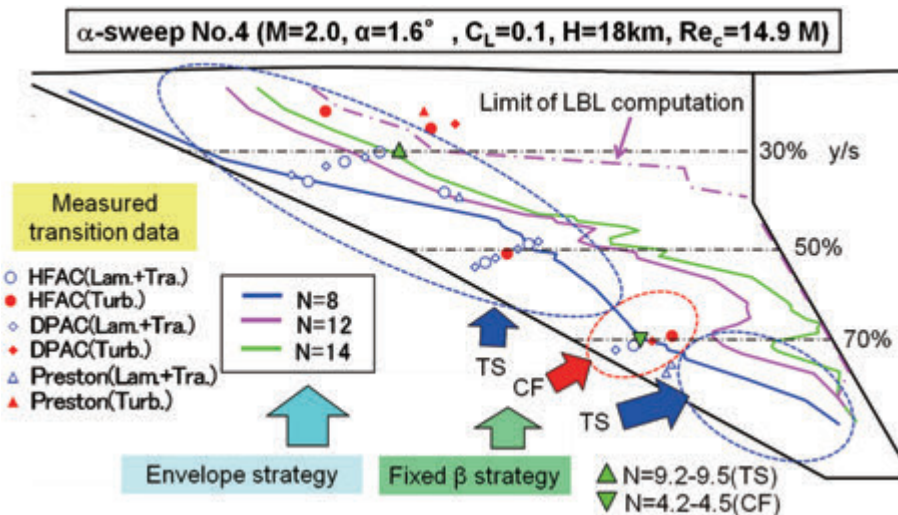 α-sweep No.4 (M=2.0, α=1.6° , CL=0.1, H=18km, Rec=14.9 M)
Limit of LBL computation
30% y/s
Measured
transition data
HFAC(Lam.+Tra.)
HFAC(Turb.)
DPAC(Lam.+Tra.)
DPAC(Turb.)
Preston(Lam.+Tra.)
Preston(Turb.)
N=8
N=12
N=14
50%
70%
TS
CF
TS
Envelope strategy
Fixed β strategy
N=9.2-9.5(TS)
N=4.2-4.5(CF)